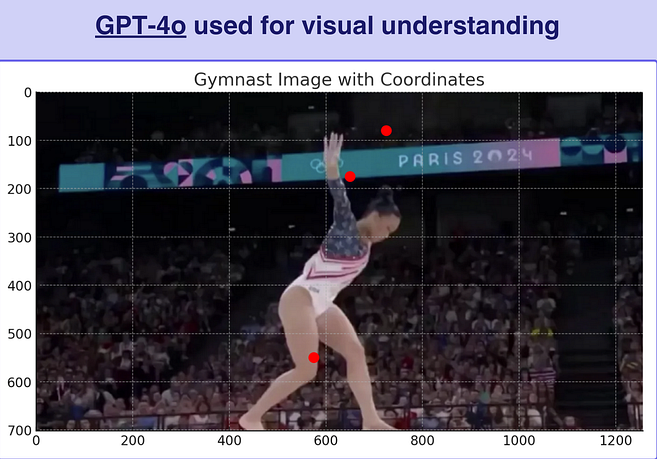 GPT-4o used for visual understanding
Gymnast Image with Coordinates
0
100
PARIS 2024
200
300
400
500
600
700
0 200 400 600 800 1000 1200